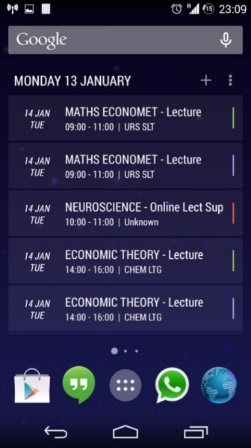 15
23:09
Google
MONDAY 13 JANUARY
14 JAN
TUE
MATHS ECONOMET - Lecture
09:00 - 11:00 | URS SLT
14 JAN
TUE
MATHS ECONOMET - Lecture
09:00 - 11:00 | URS SLT
14 JAN
TUE
NEUROSCIENCE - Online Lect Sup
10:00 - 11:00 | Unknown
14 JAN
TUE
ECONOMIC THEORY - Lecture
14:00 - 16:00 | CHEM LTG
14 JAN
TUE
ECONOMIC THEORY - Lecture
14:00 - 16:00 | CHEM LTG